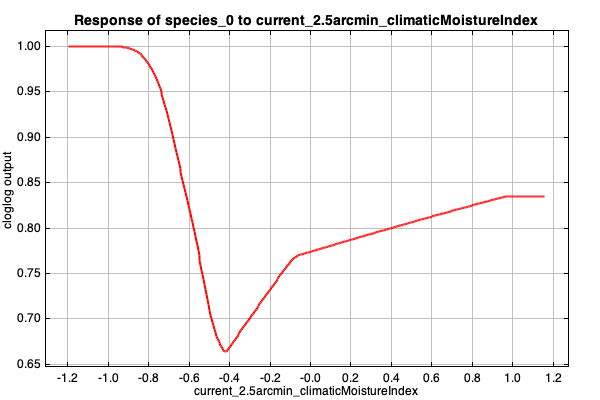 Response of species_0 to current_2.5arcmin_climaticMoistureIndex
cloglog output
1.00
0.95
0.90
0.85
0.80
0.75
0.70
0.65
-1.2 -1.0 -0.8 -0.6 -0.4 -0.2 -0.0 0.2 0.4 0.6 0.8 1.0 1.2
current_2.5arcmin_climaticMoistureIndex